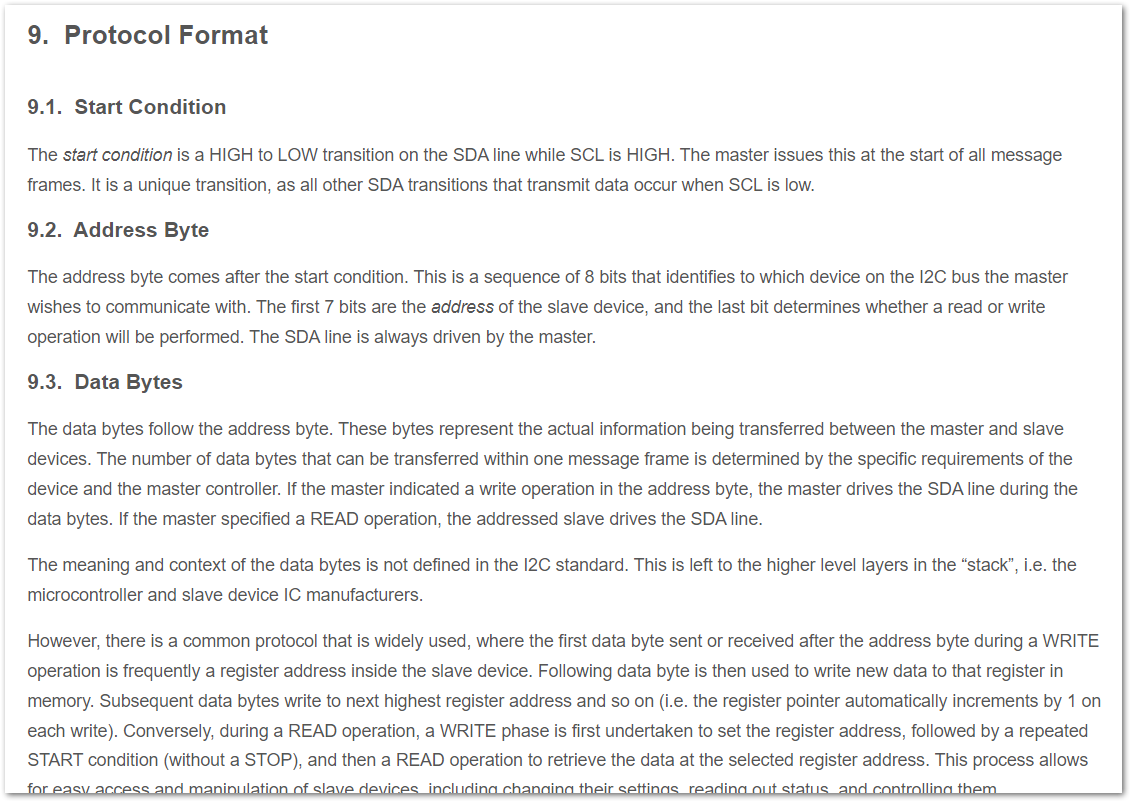 9. Protocol Format
9.1. Start Condition
The start condition is a HIGH to LOW transition on the SDA line while SCL is HIGH. The master issues this at the start of all message
frames. It is a unique transition, as all other SDA transitions that transmit data occur when SCL is low.
9.2. Address Byte
The address byte comes after the start condition. This is a sequence of 8 bits that identifies to which device on the I2C bus the master
wishes to communicate with. The first 7 bits are the address of the slave device, and the last bit determines whether a read or write
operation will be performed. The SDA line is always driven by the master.
9.3. Data Bytes
The data bytes follow the address byte. These bytes represent the actual information being transferred between the master and slave
devices. The number of data bytes that can be transferred within one message frame is determined by the specific requirements of the
device and the master controller. If the master indicated a write operation in the address byte, the master drives the SDA line during the
data bytes. If the master specified a READ operation, the addressed slave drives the SDA line.
The meaning and context of the data bytes is not defined in the I2C standard. This is left to the higher level layers in the “stack”, i.e. the
microcontroller and slave device IC manufacturers.
However, there is a common protocol that is widely used, where the first data byte sent or received after the address byte during a WRITE
operation is frequently a register address inside the slave device. Following data byte is then used to write new data to that register in
memory. Subsequent data bytes write to next highest register address and so on (i.e. the register pointer automatically increments by 1 on
each write). Conversely, during a READ operation, a WRITE phase is first undertaken to set the register address, followed by a repeated
START condition (without a STOP), and then a READ operation to retrieve the data at the selected register address. This process allows
for easy access and manipulation of slave devices, including changing their settings, reading out status, and controlling them